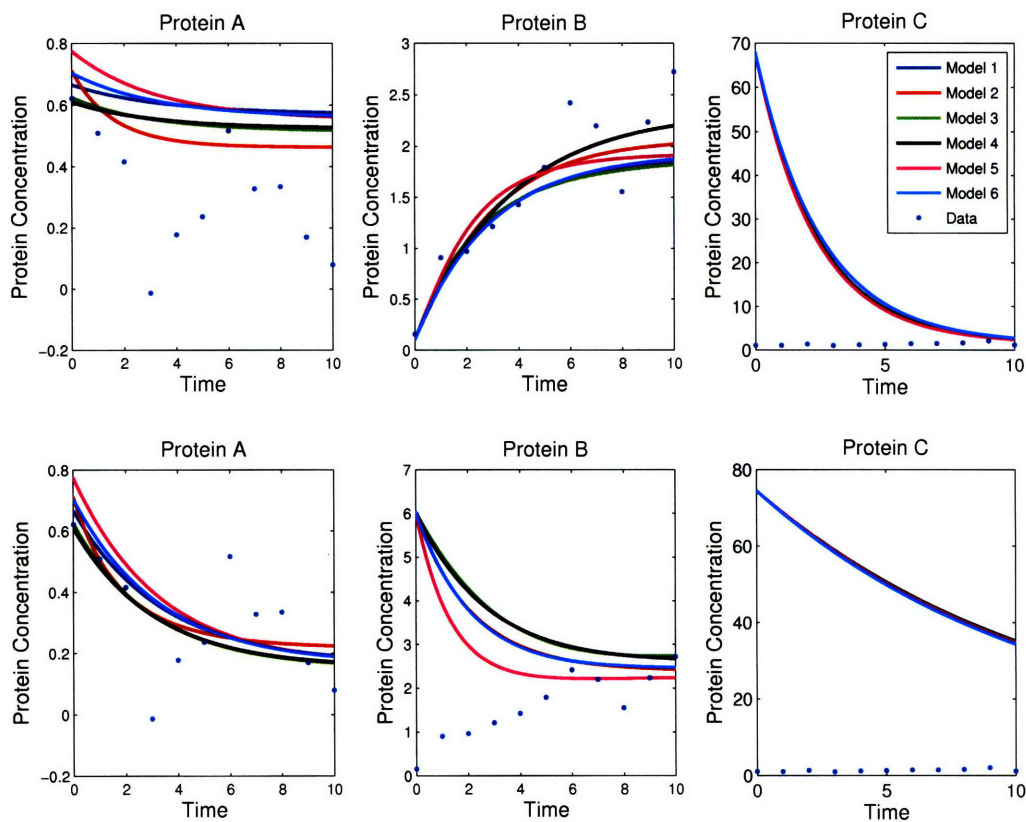 Protein A
Protein Concentration
0.8
0.6
0.4
0.2
0
−0.2
0
2
4
6
8
10
Time
Protein B
Protein Concentration
3
2.5
2
1.5
1
0.5
0
0
2
4
6
8
10
Time
Protein C
Protein Concentration
70
60
50
40
30
20
10
0
0
5
10
Time
Model 1
Model 2
Model 3
Model 4
Model 5
Model 6
Data
Protein A
Protein Concentration
0.8
0.6
0.4
0.2
0
−0.2
0
2
4
6
8
10
Time
Protein B
Protein Concentration
7
6
5
4
3
2
1
0
0
2
4
6
8
10
Time
Protein C
Protein Concentration
80
60
40
20
0
0
5
10
Time